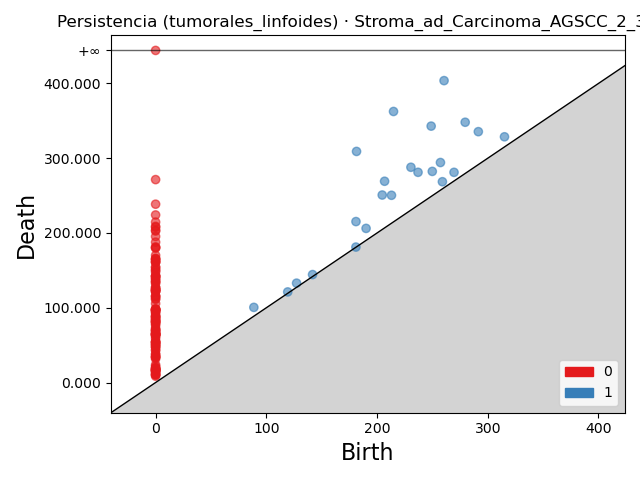 Persistencia (tumorales_linfoides) · Stroma_ad_Carcinoma_AGSCC_2_3
+∞
400.000
300.000
200.000
100.000
0.000
Death
0
1
0 100 200 300 400
Birth